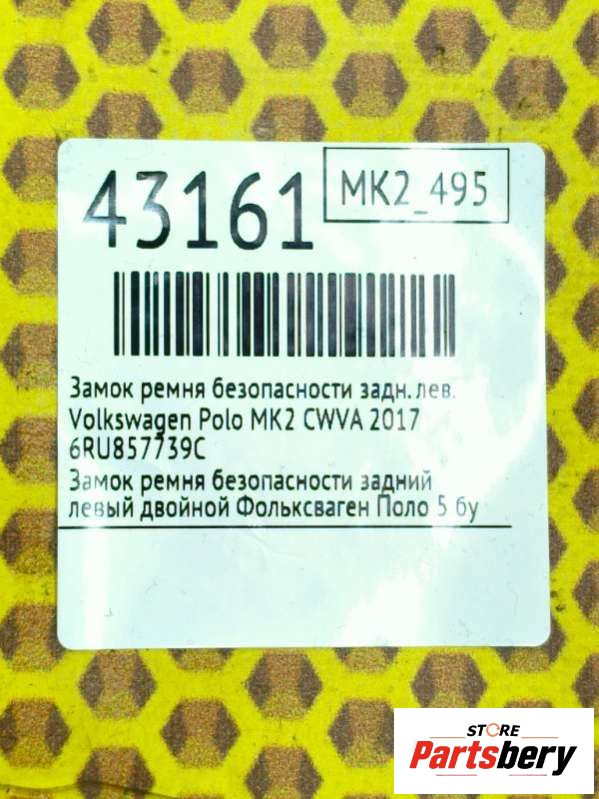 43161
MK2_495
Замок ремня безопасности задн. лев.
Volkswagen Polo MK2 CWVA 2017
6RU857739C
Замок ремня безопасности задний
левый двойной Фольксваген Поло 5 бу
STORE
Partsbery